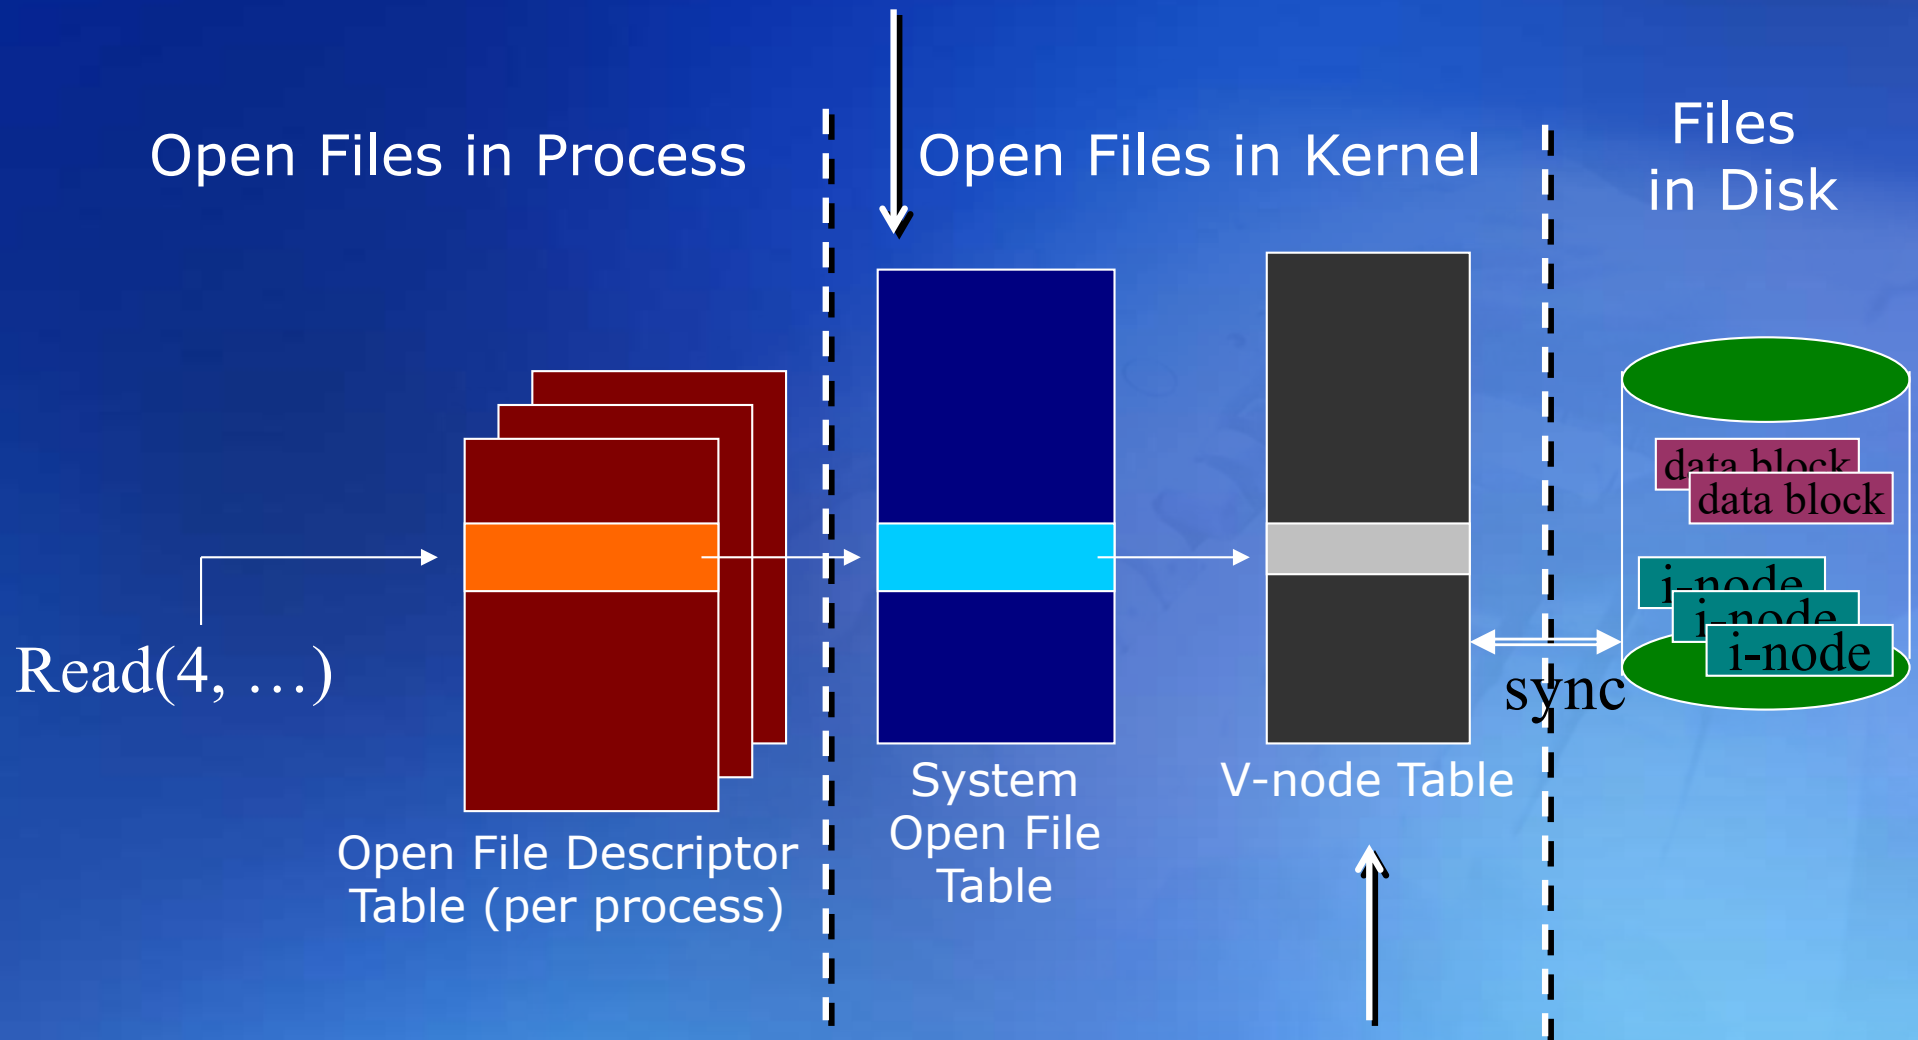 Open Files in Process
Open Files in Kernel
Files
in Disk
data block
data block
i-node
i-node
i-node
Read(4, …)
sync
System
Open File
Table
V-node Table
Open File Descriptor
Table (per process)